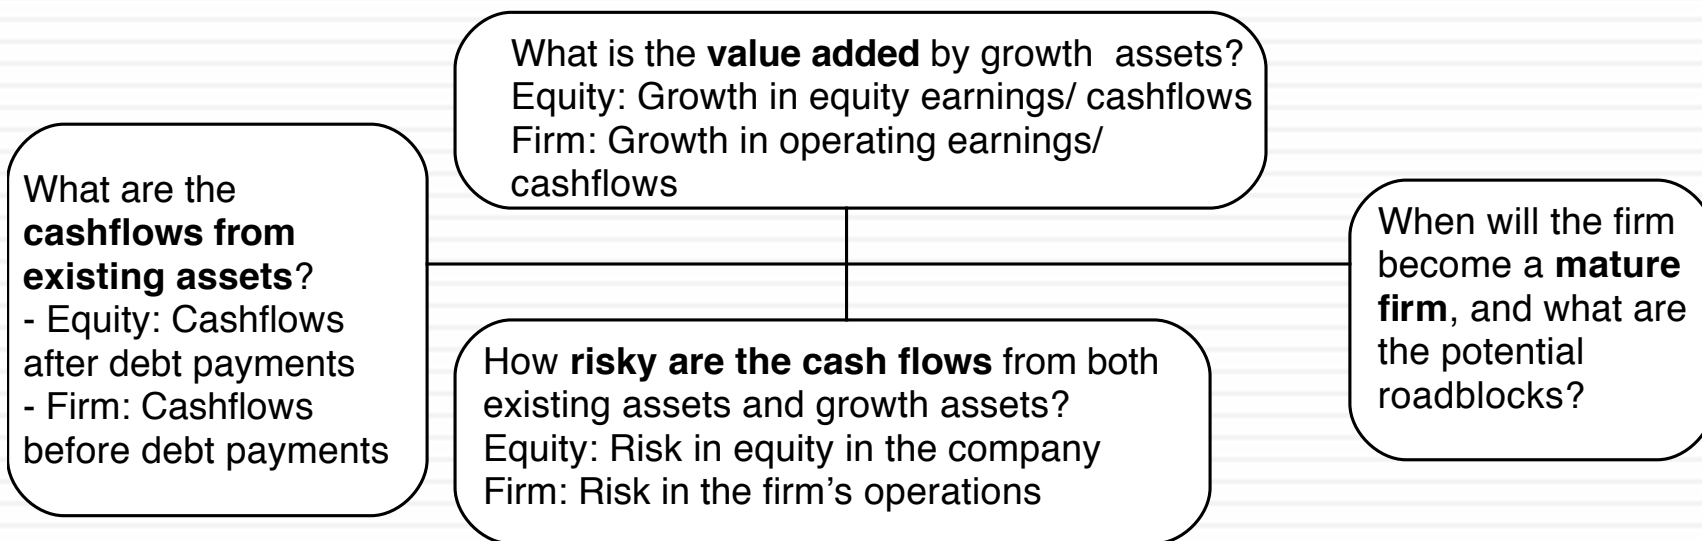 What is the value added by growth assets?
Equity: Growth in equity earnings/ cashflows
Firm: Growth in operating earnings/
cashflows
What are the
cashflows from
existing assets?
- Equity: Cashflows
after debt payments
- Firm: Cashflows
before debt payments
How risky are the cash flows from both
existing assets and growth assets?
Equity: Risk in equity in the company
Firm: Risk in the firm’s operations
When will the firm
become a mature
firm, and what are
the potential
roadblocks?